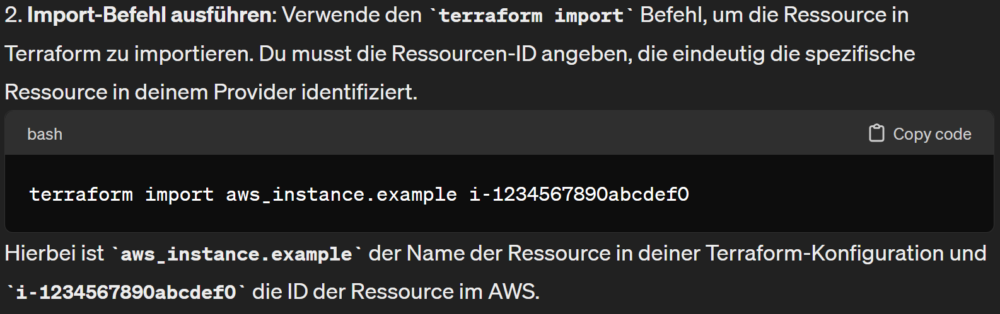 2. Import-Befehl ausführen: Verwende den `terraform import` Befehl, um die Ressource in
Terraform zu importieren. Du musst die Ressourcen-ID angeben, die eindeutig die spezifische
Ressource in deinem Provider identifiziert.
bash
Copy code
terraform import aws_instance.example i-1234567890abcdef0
Hierbei ist `aws_instance.example` der Name der Ressource in deiner Terraform-Konfiguration und
`i-1234567890abcdef0` die ID der Ressource im AWS.